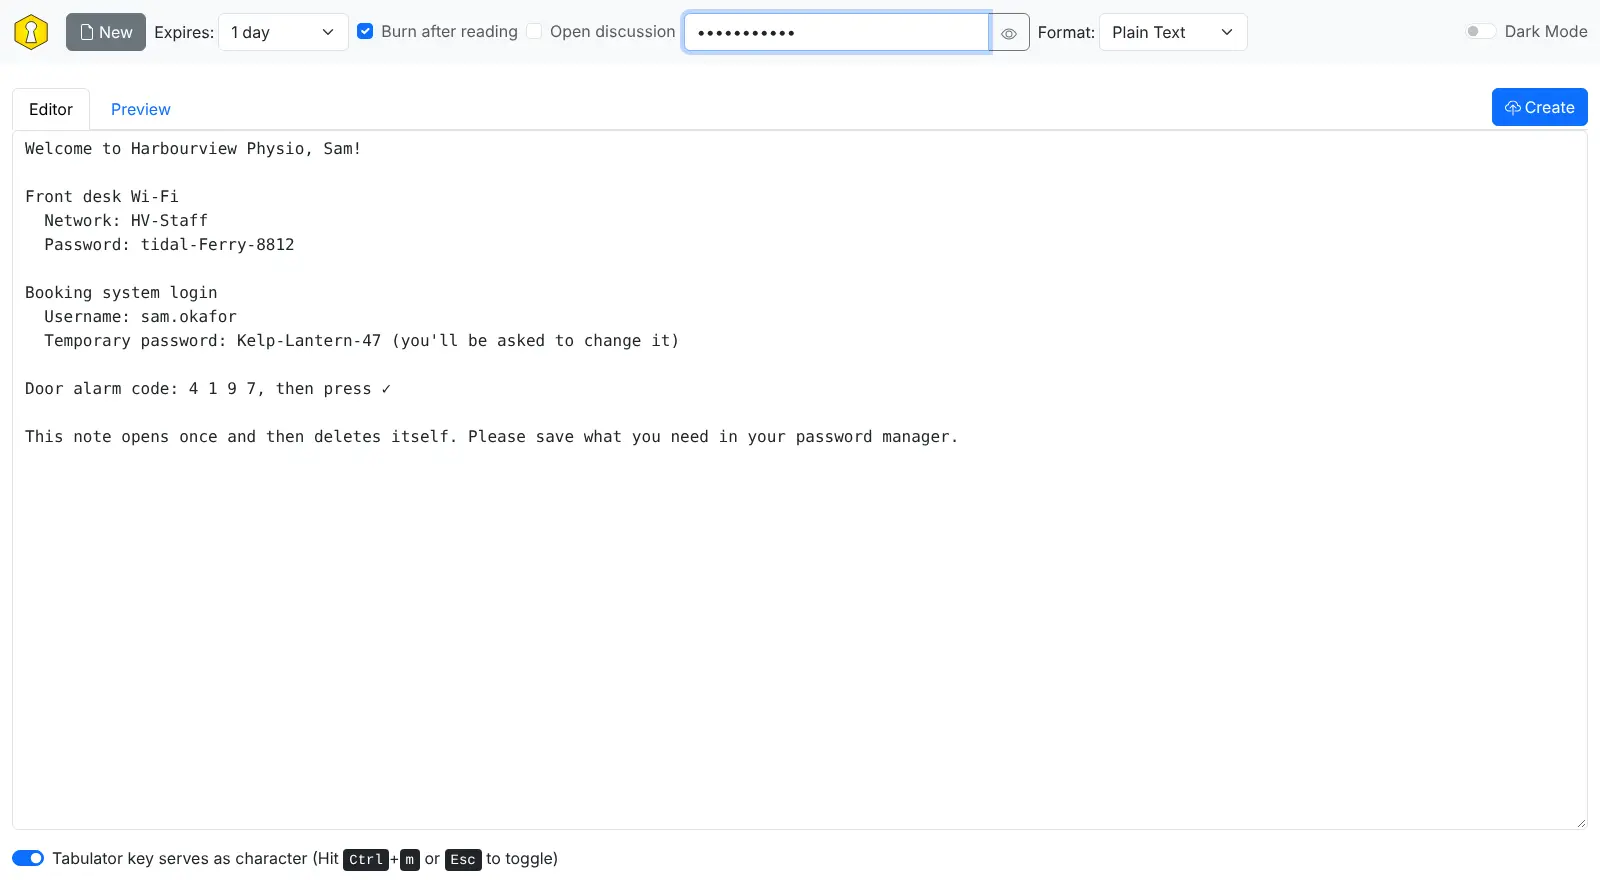 New Expires: 1 day Burn after reading Open discussion ••••••••••• Format: Plain Text Dark Mode
Editor Preview Create
Welcome to Harbourview Physio, Sam!
Front desk Wi-Fi
Network: HV-Staff
Password: tidal-Ferry-8812
Booking system login
Username: sam.okafor
Temporary password: Kelp-Lantern-47 (you'll be asked to change it)
Door alarm code: 4 1 9 7, then press ✓
This note opens once and then deletes itself. Please save what you need in your password manager.
Tabulator key serves as character (Hit Ctrl+m or Esc to toggle)